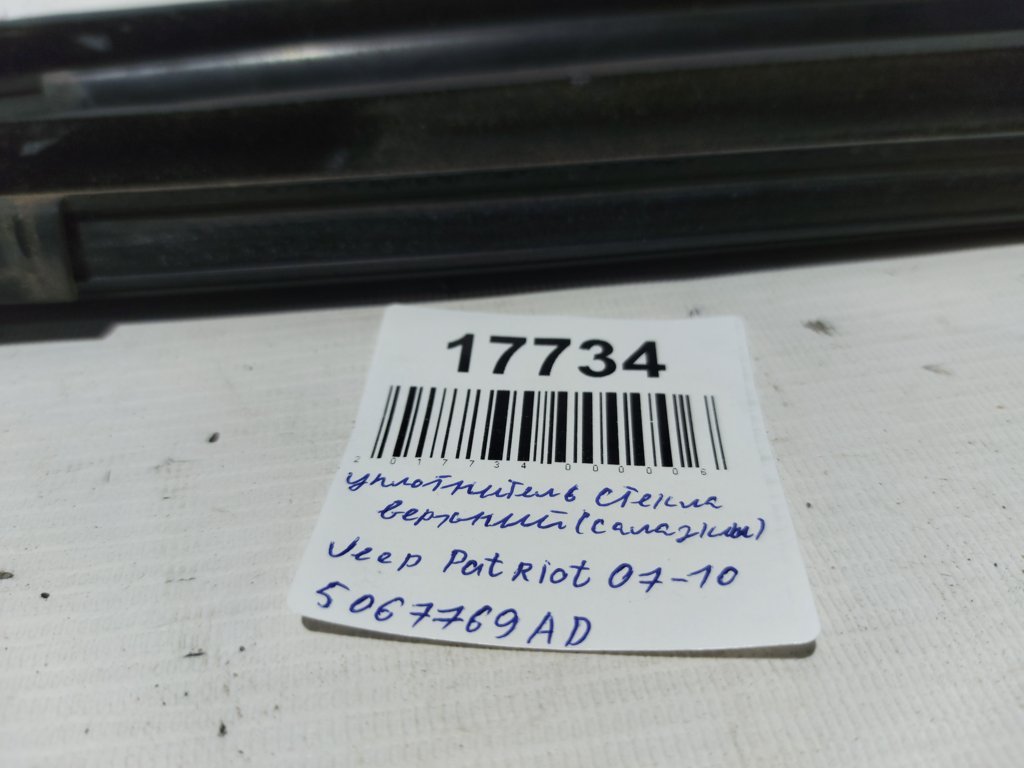 17734
2017734000006
уплотнитель стекла
верхний (салазки)
Jeep Patriot 07-10
5067769AD